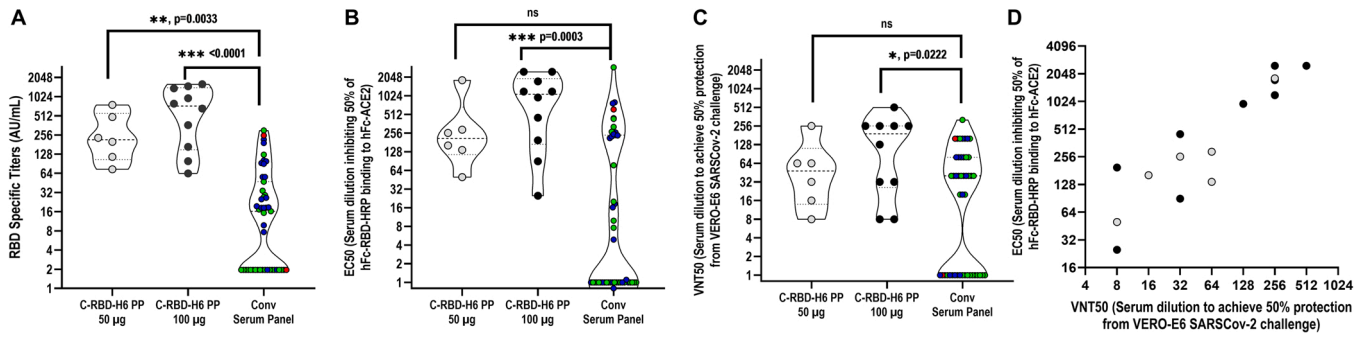 A
**, p=0.0033
*** <0.0001
RBD Specific Titers (AU/mL)
2048
1024
512
256
128
64
32
16
8
4
2
1
C-RBD-H6 PP
50 µg
C-RBD-H6 PP
100 µg
Conv
Serum Panel
B
ns
*** p=0.0003
EC50 (Serum dilution inhibiting 50% of
hFc-RBD-HRP binding to hFc-ACE2)
2048
1024
512
256
128
64
32
16
8
4
2
1
C-RBD-H6 PP
50 µg
C-RBD-H6 PP
100 µg
Conv
Serum Panel
C
ns
*, p=0.0222
VNT50 (Serum dilution to achieve 50% protection
from VERO-E6 SARSCov-2 challenge)
2048
1024
512
256
128
64
32
16
8
4
2
1
C-RBD-H6 PP
50 µg
C-RBD-H6 PP
100 µg
Conv
Serum Panel
D
EC50 (Serum dilution inhibiting 50% of
hFc-RBD-HRP binding to hFc-ACE2)
4096
2048
1024
512
256
128
64
32
16
4 8 16 32 64 128 256 512 1024
VNT50 (Serum dilution to achieve 50% protection
from VERO-E6 SARSCov-2 challenge)